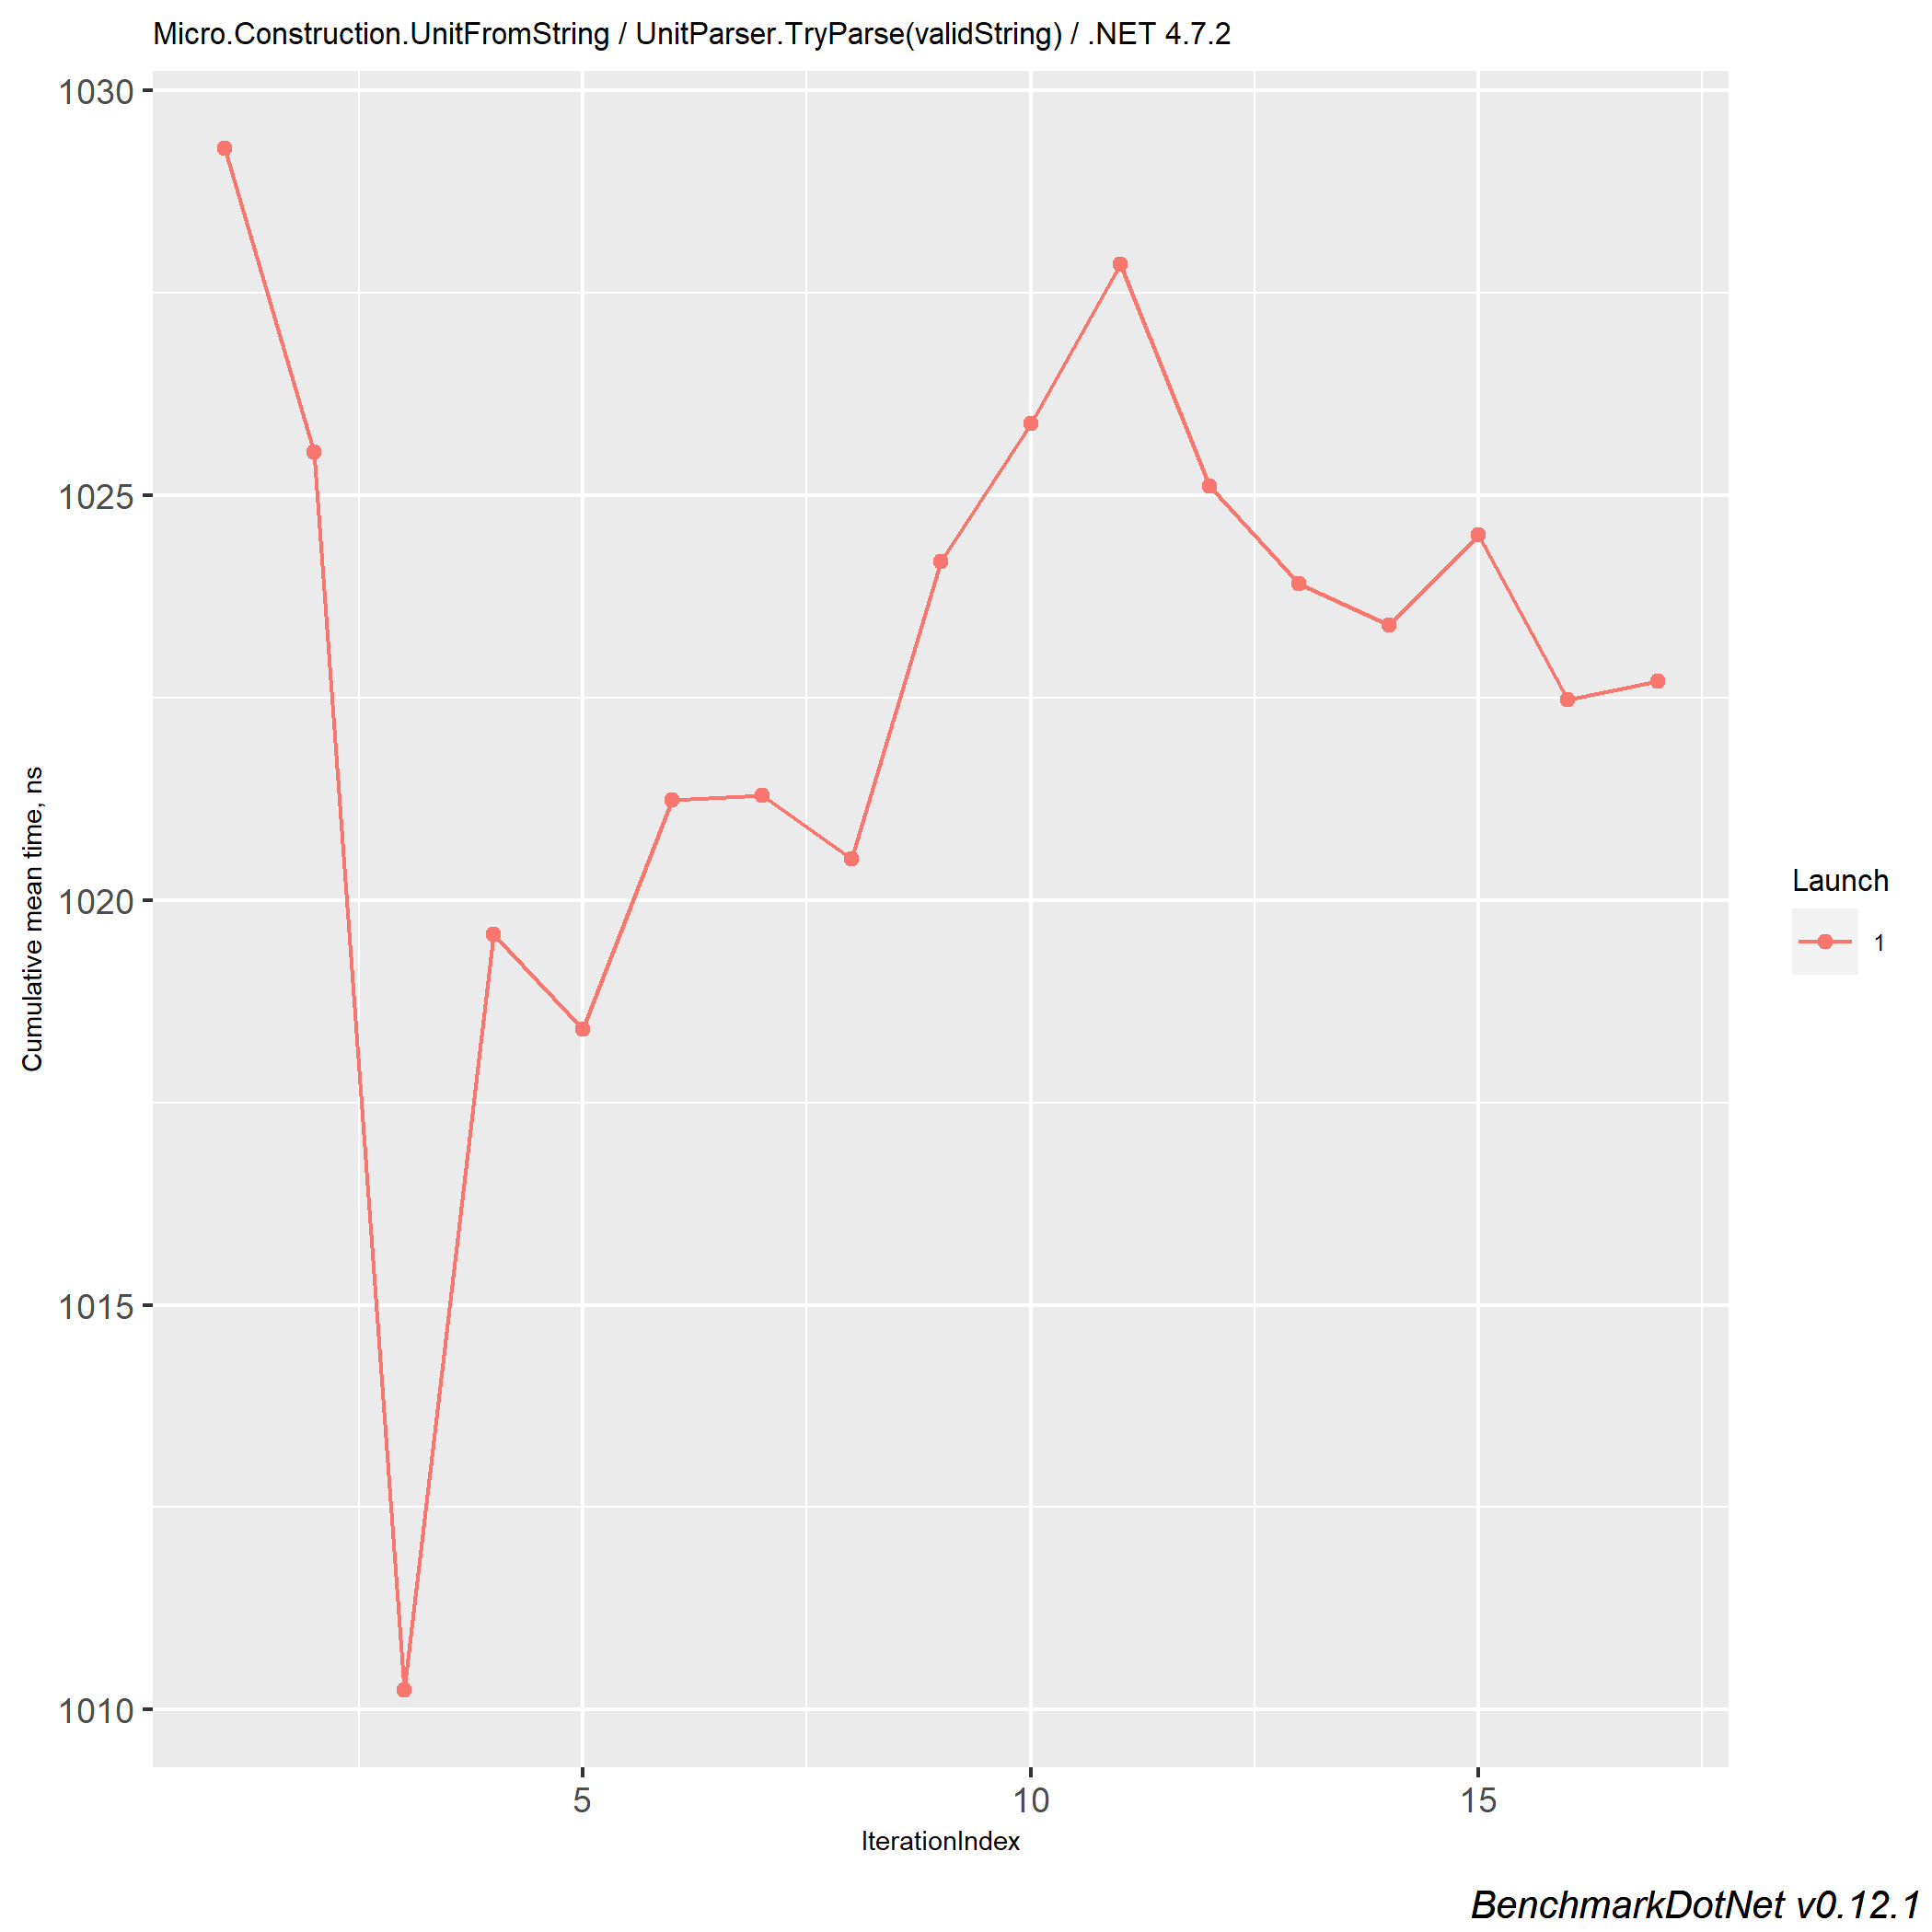 Micro.Construction.UnitFromString / UnitParser.TryParse(validString) / .NET 4.7.2
1030
1025
1020
1015
1010
Cumulative mean time, ns
5
10
15
IterationIndex
Launch
1
BenchmarkDotNet v0.12.1